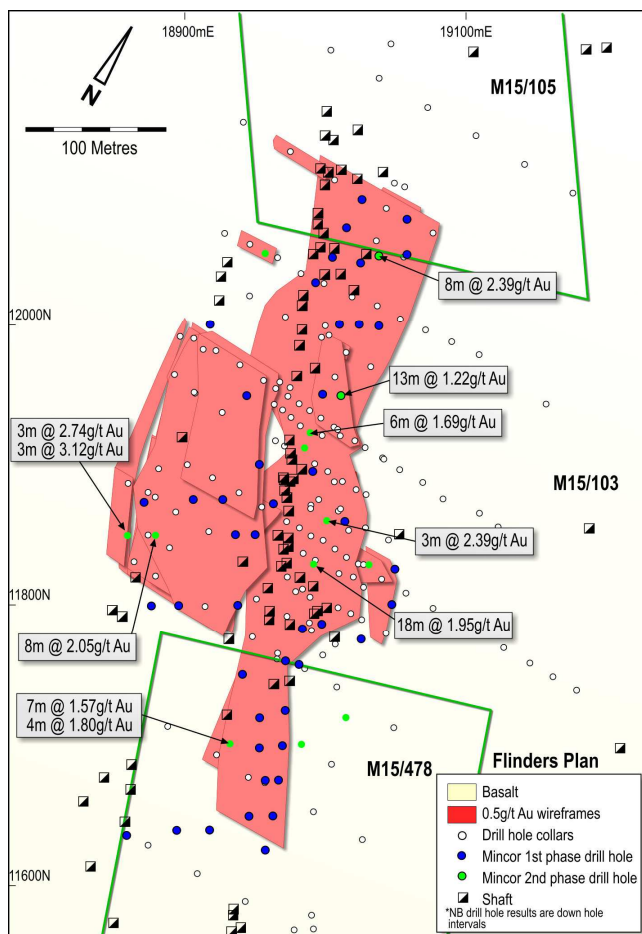 18900mE
19100mE
M15/105
N
100 Metres
8m @ 2.39g/t Au
12000N
13m @ 1.22g/t Au
6m @ 1.69g/t Au
3m @ 2.74g/t Au
3m @ 3.12g/t Au
M15/103
3m @ 2.39g/t Au
11800N
18m @ 1.95g/t Au
8m @ 2.05g/t Au
7m @ 1.57g/t Au
4m @ 1.80g/t Au
M15/478
Flinders Plan
Basalt
0.5g/t Au wireframes
Drill hole collars
Mincor 1st phase drill hole
Mincor 2nd phase drill hole
Shaft
*NB drill hole results are down hole
intervals
11600N